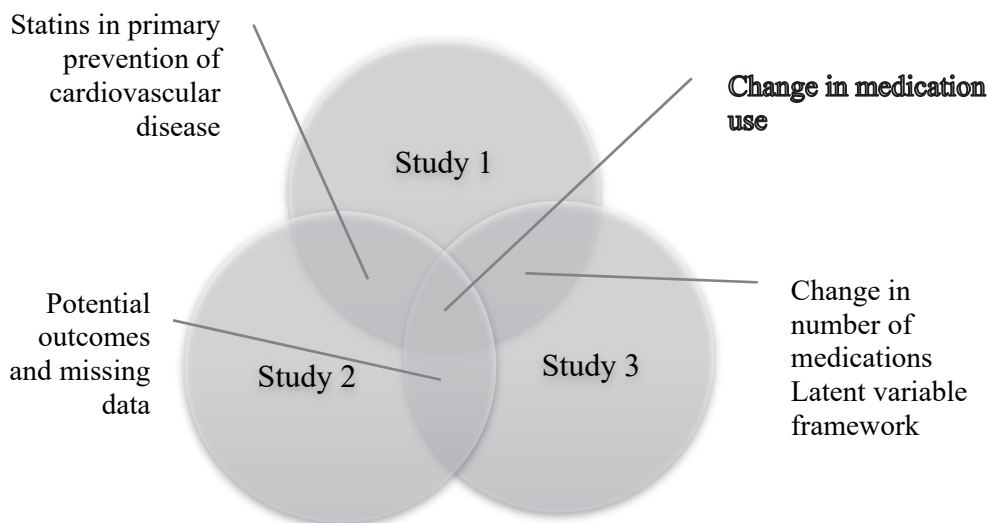 Statins in primary
prevention of
cardiovascular
disease
Change in medication
use
Study 1
Potential
outcomes
and missing
data
Study 2
Study 3
Change in
number of
medications
Latent variable
framework